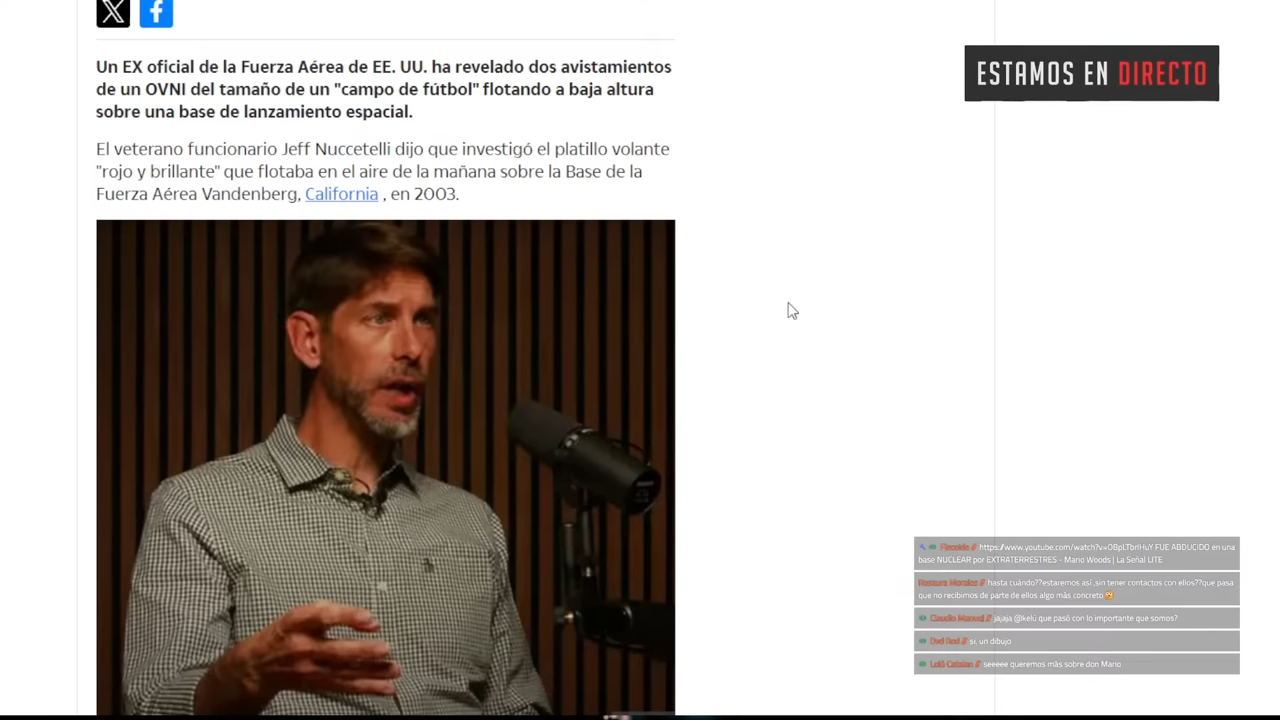 ESTAMOS EN DIRECTO
Un EX oficial de la Fuerza Aérea de EE. UU. ha revelado dos avistamientos
de un OVNI del tamaño de un "campo de fútbol" flotando a baja altura
sobre una base de lanzamiento espacial.
El veterano funcionario Jeff Nuccetelli dijo que investigó el platillo volante
"rojo y brillante" que flotaba en el aire de la mañana sobre la Base de la
Fuerza Aérea Vandenberg, California , en 2003.
// https://www.youtube.com/watch?v=OBpLTbrIHuY FUE ABDUCIDO en una
base NUCLEAR por EXTRATERRESTRES - Mario Woods | La Señal LITE
// hasta cuándo??estaremos así ,sin tener contactos con ellos??que pasa
que no recibimos de parte de ellos algo más concreto
Claudio // jajaja @kelü que pasó con lo importante que somos?
// si, un dibujo
// seeeee queremos más sobre don Mario